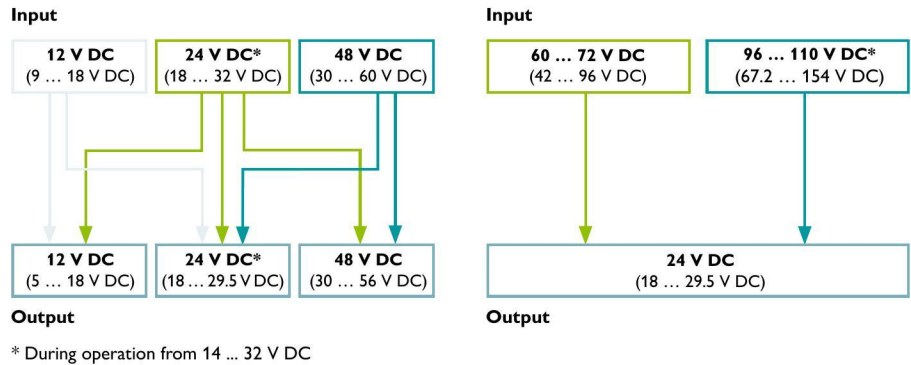 Input
12 V DC
(9 … 18 V DC)
24 V DC*
(18 … 32 V DC)
48 V DC
(30 … 60 V DC)
12 V DC
(5 … 18 V DC)
24 V DC*
(18 … 29.5 V DC)
48 V DC
(30 … 56 V DC)
Output
* During operation from 14 ... 32 V DC
Input
60 … 72 V DC
(42 … 96 V DC)
96 … 110 V DC*
(67.2 … 154 V DC)
24 V DC
(18 … 29.5 V DC)
Output